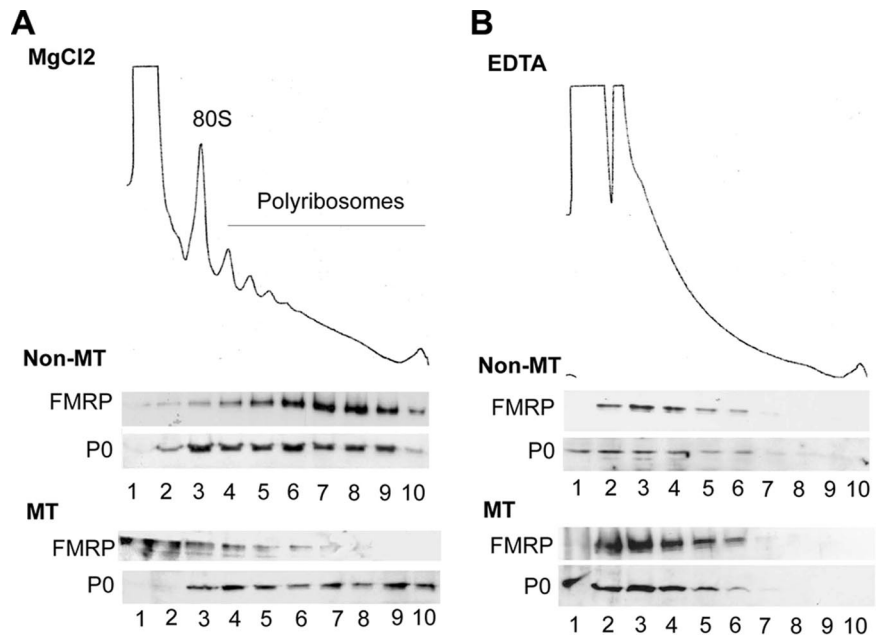 A
MgCl2
80S
Polyribosomes
Non-MT
FMRP
P0
1 2 3 4 5 6 7 8 9 10
MT
FMRP
P0
1 2 3 4 5 6 7 8 9 10
B
EDTA
Non-MT
FMRP
P0
1 2 3 4 5 6 7 8 9 10
MT
FMRP
P0
1 2 3 4 5 6 7 8 9 10